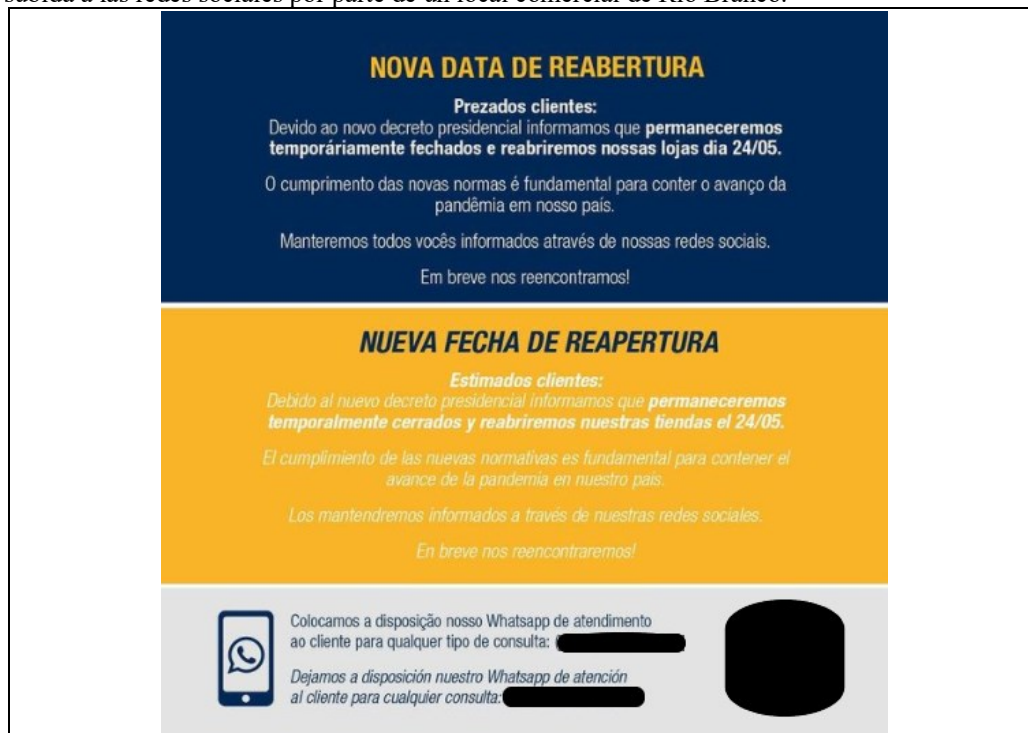 subida a las redes sociales por parte de un local comercial de Rio Branco.
NOVA DATA DE REABERTURA
Prezados clientes:
Devido ao novo decreto presidencial informamos que permaneceremos
temporáriamente fechados e reabriremos nossas lojas dia 24/05.
O cumprimento das novas normas é fundamental para conter o avanço da
pandêmia em nosso país.
Manteremos todos vocês informados através de nossas redes sociais.
Em breve nos reencontramos!
NUEVA FECHA DE REAPERTURA
Estimados clientes:
Debido al nuevo decreto presidencial informamos que permaneceremos
temporalmente cerrados y reabriremos nuestras tiendas el 24/05.
El cumplimiento de las nuevas normativas es fundamental para contener el
avance de la pandemia en nuestro país.
Los mantendremos informados a través de nuestras redes sociales.
En breve nos reencontraremos!
Colocamos a disposição nosso Whatsapp de atendimento
ao cliente para qualquer tipo de consulta:
Dejamos a disposición nuestro Whatsapp de atención
al cliente para cualquier consulta: